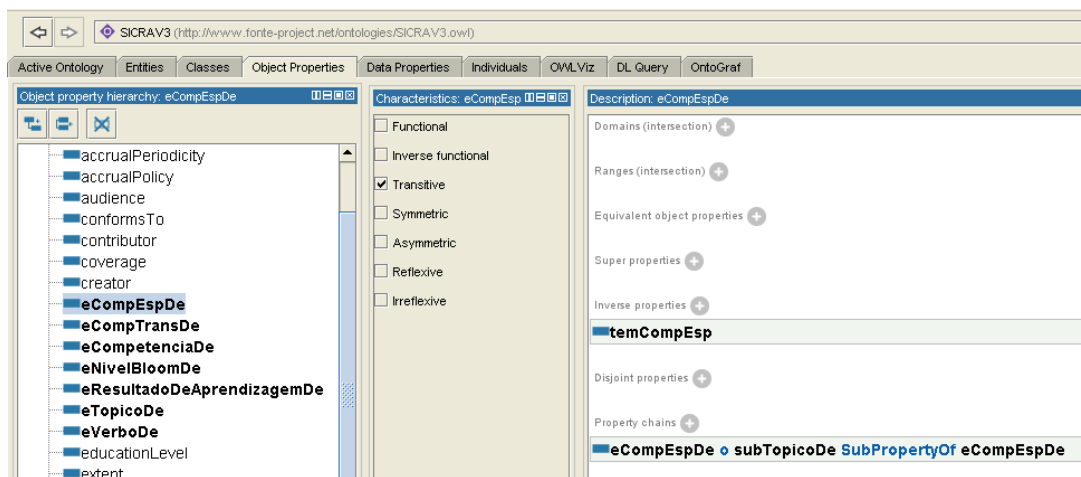 SICRAV3 (http://www.fonte-project.net/ontologies/SICRAV3.owl)
Active Ontology Entities Classes Object Properties Data Properties Individuals OWLViz DL Query OntoGraf
Object property hierarchy: eCompEspDe
accrualPeriodicity
accrualPolicy
audience
conformsTo
contributor
coverage
creator
eCompEspDe
eCompTransDe
eCompetenciaDe
eNivelBloomDe
eResultadoDeAprendizagemDe
eTopicoDe
eVerboDe
educationLevel
extent
Characteristics: eCompEsp
Functional
Inverse functional
Transitive
Symmetric
Asymmetric
Reflexive
Irreflexive
Description: eCompEspDe
Domains (intersection)
Ranges (intersection)
Equivalent object properties
Super properties
Inverse properties
temCompEsp
Disjoint properties
Property chains
eCompEspDe o subTopicoDe SubPropertyOf eCompEspDe